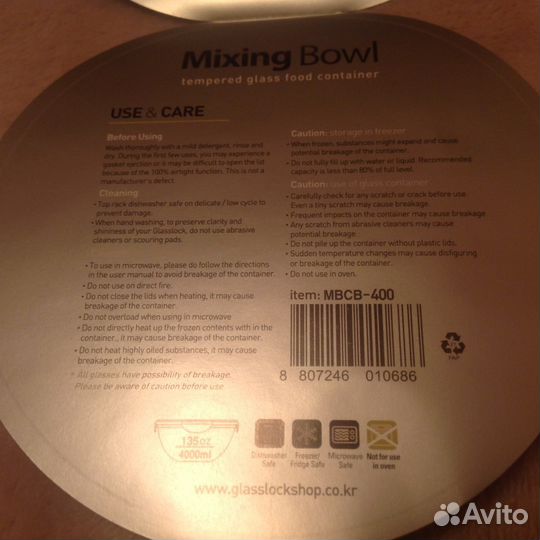 Mixing Bowl
tempered glass food container
USE & CARE
Before Using
Wash thoroughly with a mild detergent, rinse and
dry. During the first few uses, you may experience a
gasket ejection or it may be difficult to open the lid
because of the 100% airtight function. This is not a
manufacturer's defect.
Cleaning
• Top rack dishwasher safe on delicate / low cycle to
prevent damage.
• When hand washing, to preserve clarity and
shininess of your Glasslock, do not use abrasive
cleaners or scouring pads.
• To use in microwave, please do follow the directions
in the user manual to avoid breakage of the container.
• Do not use on direct fire.
• Do not close the lids when heating, it may cause
breakage of the container.
• Do not overload when using in microwave
• Do not directly heat up the frozen contents with in the
container., it may cause breakage of the container.
• Do not heat highly oiled substances, it may cause
breakage of the container.
• All glasses have possibility of breakage.
Please be aware of caution before use.
Caution: storage in freezer
• When frozen, substances might expand and cause
potential breakage of the container.
• Do not fully fill up with water or liquid. Recommended
capacity is less than 80% of full level.
Caution: use of glass container
• Carefully check for any scratch or crack before use.
Even a tiny scratch may cause breakage.
• Frequent impacts on the container may cause breakage.
• Any scratch from abrasive cleaners may cause
potential breakage.
• Do not pile up the container without plastic lids.
• Sudden temperature changes may cause disfiguring
or breakage of the container.
• Do not use in oven.
item: MBCB-400
8 807246 010686
PAP
135oz
4000ml
Dishwasher
Safe
Freezer/
Fridge Safe
Microwave
Safe
Not for use
in oven
www.glasslockshop.co.kr
Avito